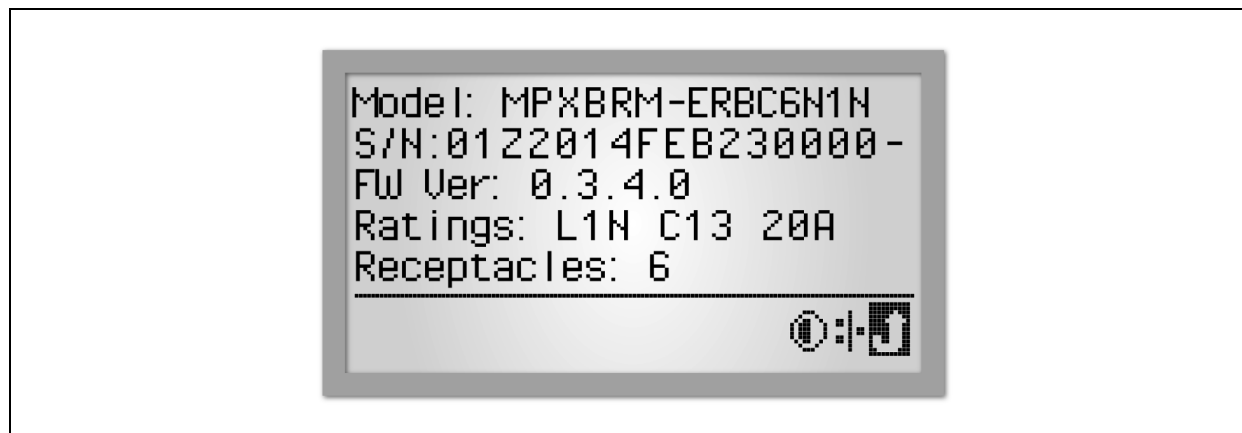 Model: MPXBRM-ERBC6N1N
S/N:01Z2014FEB230000-
FW Ver: 0.3.4.0
Ratings: L1N C13 20A
Receptacles: 6